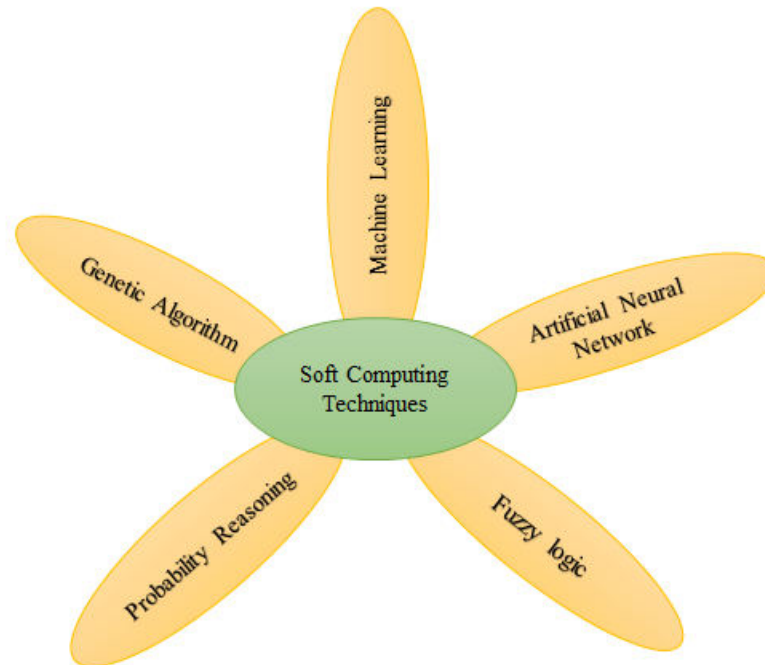 Machine Learning
Genetic Algorithm
Artificial Neural
Network
Soft Computing
Techniques
Probability Reasoning
Fuzzy logic